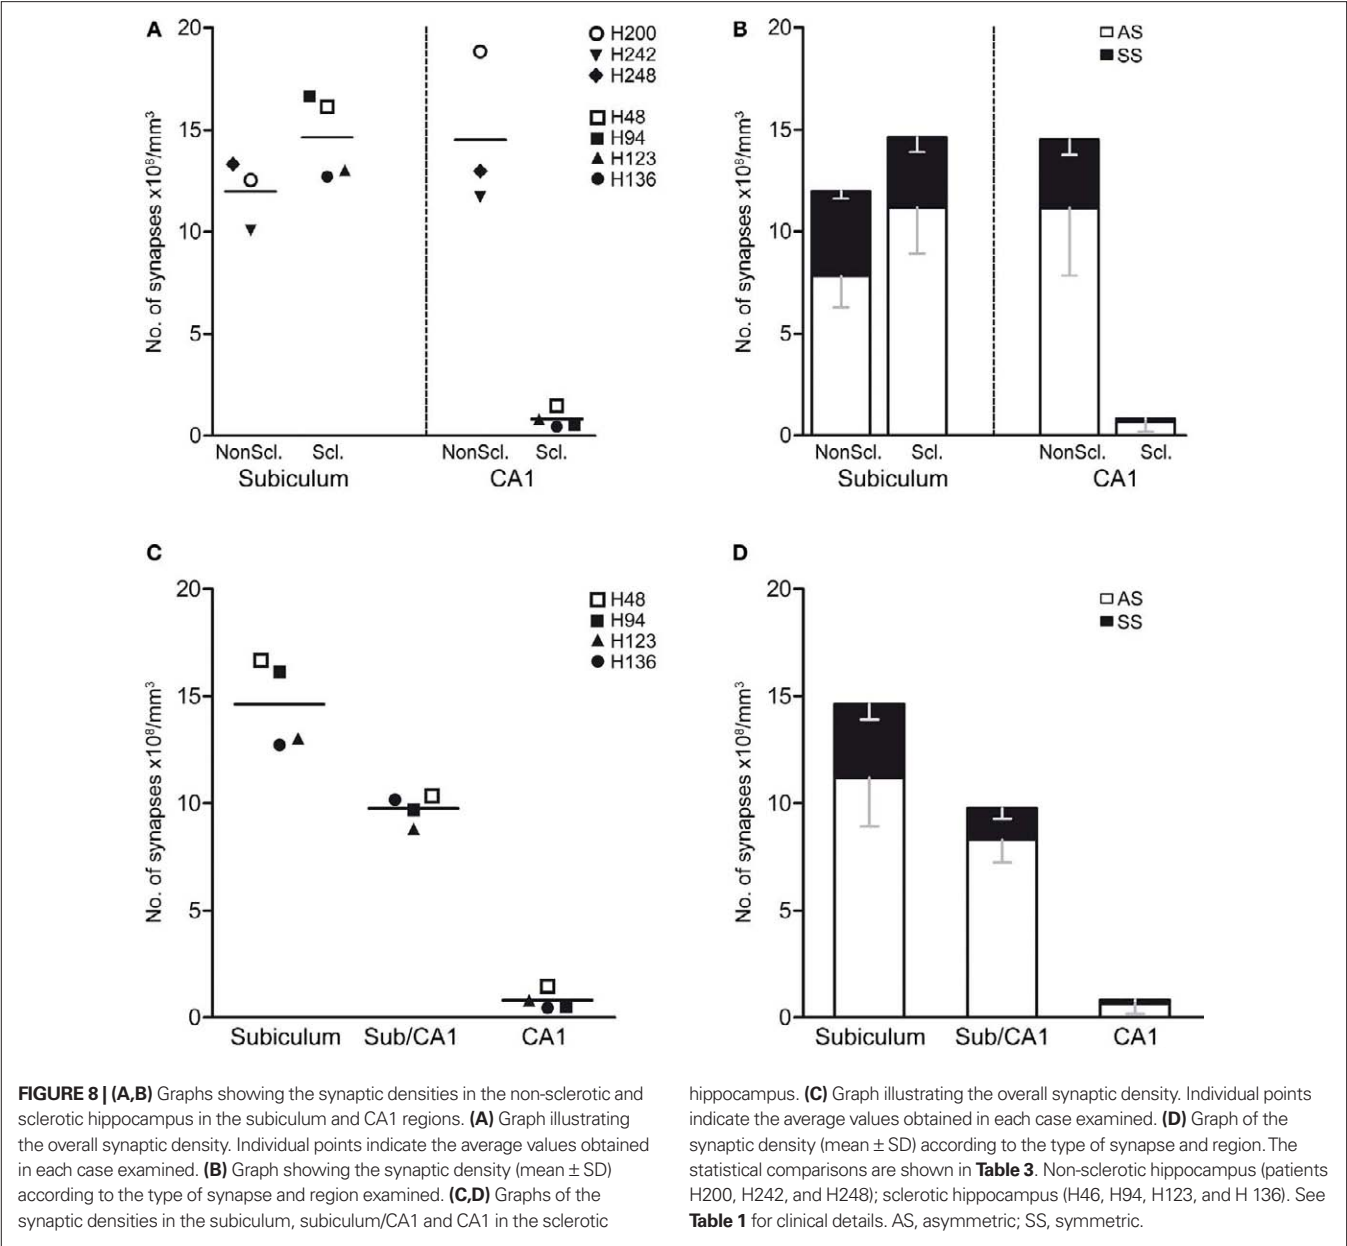 A
20
15
10
5
0
No. of synapses x10⁸/mm³
H200
H242
H248
H48
H94
H123
H136
NonScl. Scl. NonScl. Scl.
Subiculum CA1
B
20
15
10
5
0
No. of synapses x10⁸/mm³
AS
SS
NonScl. Scl. NonScl. Scl.
Subiculum CA1
C
20
15
10
5
0
No. of synapses x10⁸/mm³
H48
H94
H123
H136
Subiculum Sub/CA1 CA1
D
20
15
10
5
0
No. of synapses x10⁸/mm³
AS
SS
Subiculum Sub/CA1 CA1
FIGURE 8 | (A,B) Graphs showing the synaptic densities in the non-sclerotic and
sclerotic hippocampus in the subiculum and CA1 regions. (A) Graph illustrating
the overall synaptic density. Individual points indicate the average values obtained
in each case examined. (B) Graph showing the synaptic density (mean ± SD)
according to the type of synapse and region examined. (C,D) Graphs of the
synaptic densities in the subiculum, subiculum/CA1 and CA1 in the sclerotic
hippocampus. (C) Graph illustrating the overall synaptic density. Individual points
indicate the average values obtained in each case examined. (D) Graph of the
synaptic density (mean ± SD) according to the type of synapse and region. The
statistical comparisons are shown in Table 3. Non-sclerotic hippocampus (patients
H200, H242, and H248); sclerotic hippocampus (H46, H94, H123, and H 136). See
Table 1 for clinical details. AS, asymmetric; SS, symmetric.